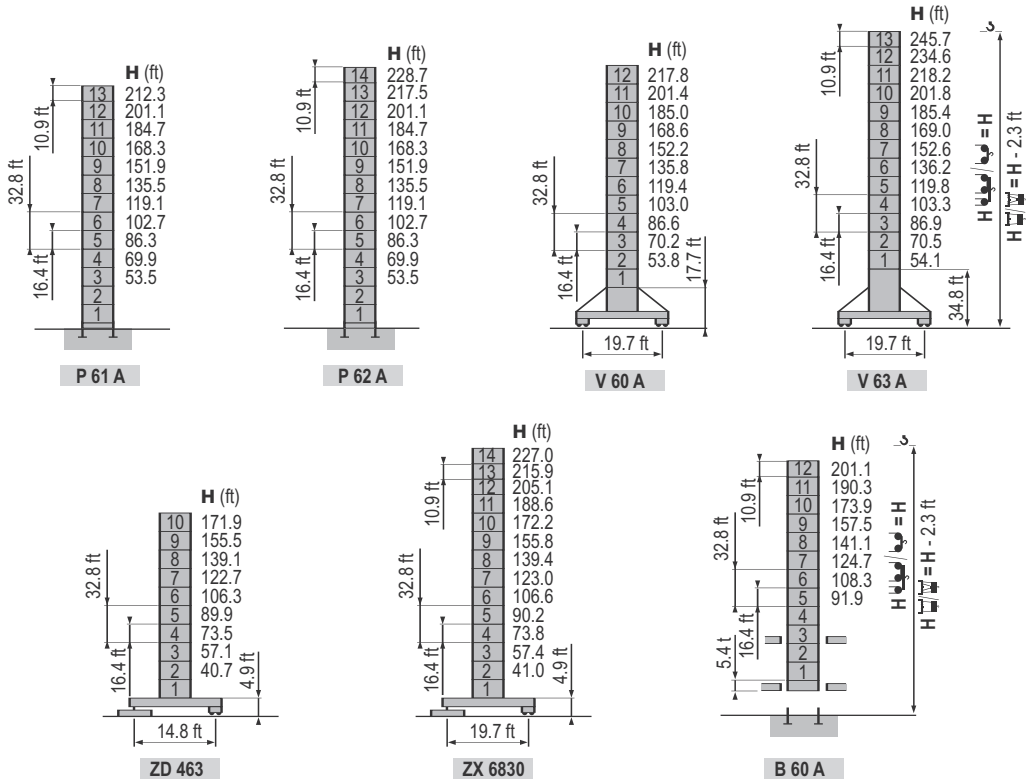 H (ft)
13 212.3
12 201.1
11 184.7
10 168.3
9 151.9
8 135.5
7 119.1
6 102.7
5 86.3
4 69.9
3 53.5
2
1
10.9 ft
32.8 ft
16.4 ft
P 61 A
H (ft)
14 228.7
13 217.5
12 201.1
11 184.7
10 168.3
9 151.9
8 135.5
7 119.1
6 102.7
5 86.3
4 69.9
3 53.5
2
1
10.9 ft
32.8 ft
16.4 ft
P 62 A
H (ft)
12 217.8
11 201.4
10 185.0
9 168.6
8 152.2
7 135.8
6 119.4
5 103.0
4 86.6
3 70.2
2 53.8
1
32.8 ft
16.4 ft
17.7 ft
19.7 ft
V 60 A
H (ft)
13 245.7
12 234.6
11 218.2
10 201.8
9 185.4
8 169.0
7 152.6
6 136.2
5 119.8
4 103.3
3 86.9
2 70.5
1 54.1
10.9 ft
32.8 ft
16.4 ft
34.8 ft
19.7 ft
H / = H
H / = H - 2.3 ft
V 63 A
H (ft)
10 171.9
9 155.5
8 139.1
7 122.7
6 106.3
5 89.9
4 73.5
3 57.1
2 40.7
1
32.8 ft
16.4 ft
4.9 ft
14.8 ft
ZD 463
H (ft)
14 227.0
13 215.9
12 205.1
11 188.6
10 172.2
9 155.8
8 139.4
7 123.0
6 106.6
5 90.2
4 73.8
3 57.4
2 41.0
1
10.9 ft
32.8 ft
16.4 ft
4.9 ft
19.7 ft
ZX 6830
H (ft)
12 201.1
11 190.3
10 173.9
9 157.5
8 141.1
7 124.7
6 108.3
5 91.9
4
3
2
1
10.9 ft
32.8 ft
16.4 ft
5.4 t
H / = H
H / = H - 2.3 ft
B 60 A